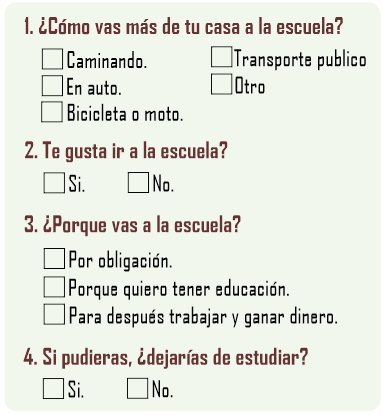 1. ¿Cómo vas más de tu casa a la escuela?
Caminando. Transporte publico
En auto. Otro
Bicicleta o moto.
2. Te gusta ir a la escuela?
Si. No.
3. ¿Porque vas a la escuela?
Por obligación.
Porque quiero tener educación.
Para después trabajar y ganar dinero.
4. Si pudieras, ¿dejarías de estudiar?
Si. No.